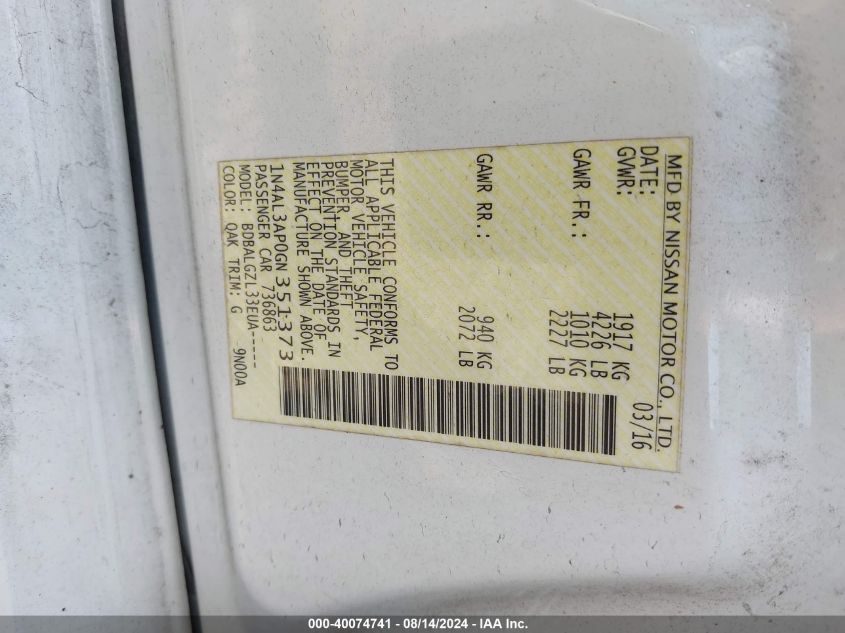 MFD BY NISSAN MOTOR CO., LTD.
DATE: 03/16
GVWR: 1917 KG
4226 LB
GAWR FR.: 1010 KG
2227 LB
GAWR RR.: 940 KG
2072 LB
THIS VEHICLE CONFORMS TO
ALL APPLICABLE FEDERAL
MOTOR VEHICLE SAFETY,
BUMPER, AND THEFT
PREVENTION STANDARDS IN
EFFECT ON THE DATE OF
MANUFACTURE SHOWN ABOVE.
1N4AL3AP0GN351373
PASSENGER CAR 736863
MODEL: BDBALGZL33EUA-----
COLOR: QAK TRIM: G 9N00A
000-40074741 - 08/14/2024 - IAA Inc.